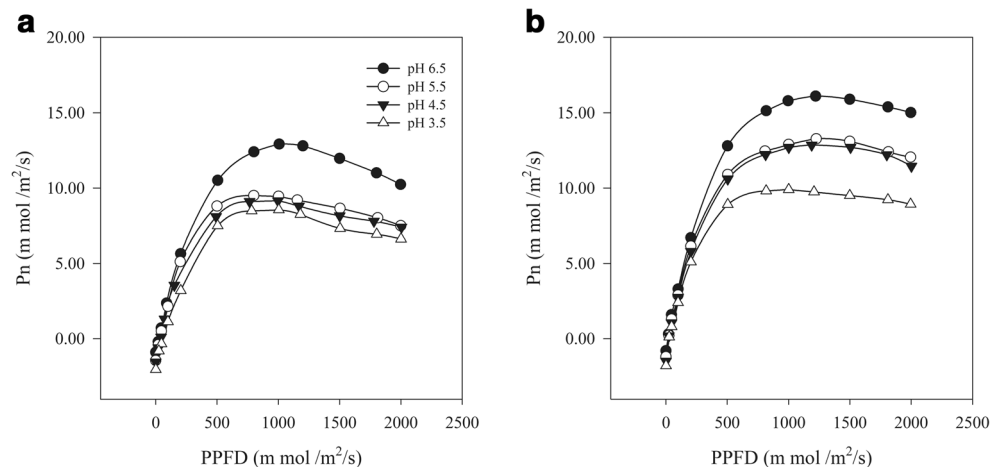 a
20.00
15.00
10.00
5.00
0.00
Pn (m mol /m²/s)
0 500 1000 1500 2000 2500
PPFD (m mol /m²/s)
pH 6.5
pH 5.5
pH 4.5
pH 3.5
b
20.00
15.00
10.00
5.00
0.00
Pn (m mol /m²/s)
0 500 1000 1500 2000 2500
PPFD (m mol /m²/s)